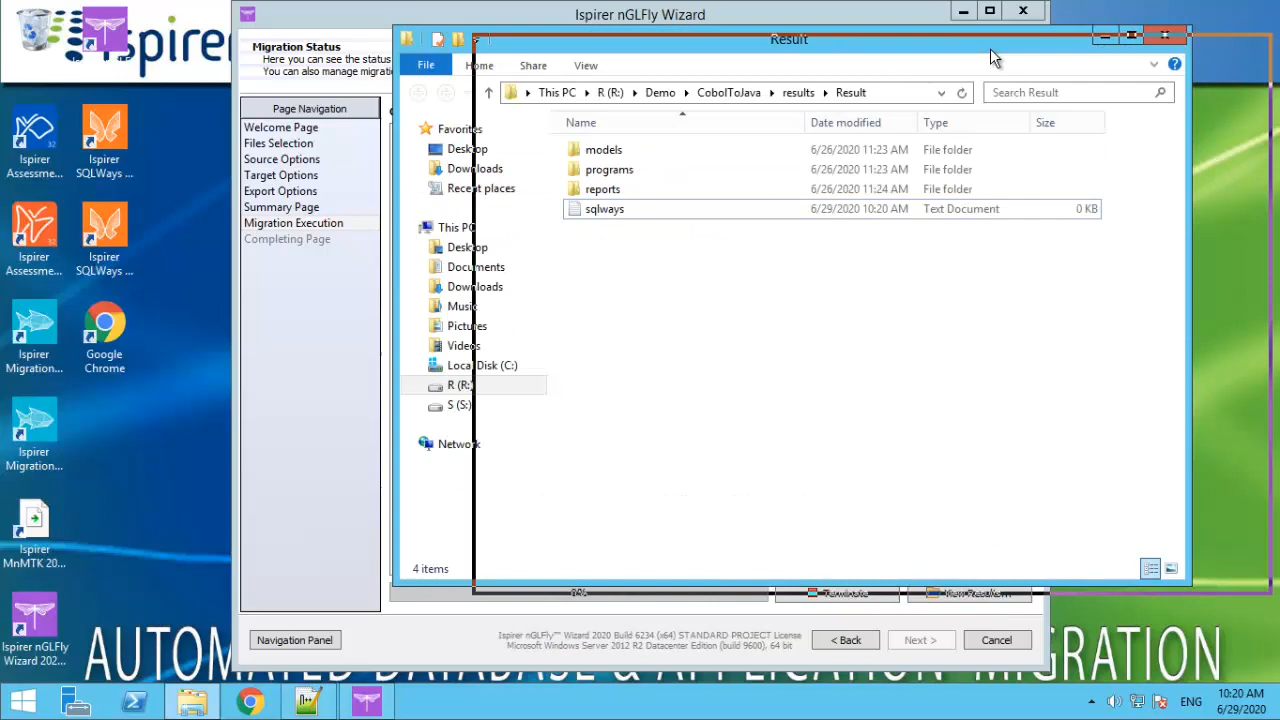 Ispirer nGLFly Wizard
Ispirer
Migration Status
Here you can see the status
You can also manage migratio
Page Navigation
Welcome Page
Files Selection
Source Options
Target Options
Export Options
Summary Page
Migration Execution
Completing Page
Result
File
Home
Share
View
This PC
R (R:)
Demo
CobolToJava
results
Result
Search Result
Name
Date modified
Type
Size
models
6/26/2020 11:23 AM
File folder
programs
6/26/2020 11:23 AM
File folder
reports
6/26/2020 11:24 AM
File folder
sqlways
6/29/2020 10:20 AM
Text Document
0 KB
Favorites
Desktop
Downloads
Recent places
This PC
Desktop
Documents
Downloads
Music
Pictures
Videos
Local Disk (C:)
R (R:)
S (S:)
Network
4 items
0%
Terminate
View Results...
Navigation Panel
Ispirer nGLFly™ Wizard 2020 Build 6234 (x64) STANDARD PROJECT License
Microsoft Windows Server 2012 R2 Datacenter Edition (build 9600), 64 bit
< Back
Next >
Cancel
Ispirer
Assessme...
Ispirer
SQLWays ...
Ispirer
Assessme...
Ispirer
SQLWays ...
Ispirer
Migration...
Google
Chrome
Ispirer
Migration...
Ispirer
MnMTK 20...
Ispirer nGLFly
Wizard 202...
AUTOMATED DATABASE & APPLICATION MIGRATION
ENG
10:20 AM
6/29/2020